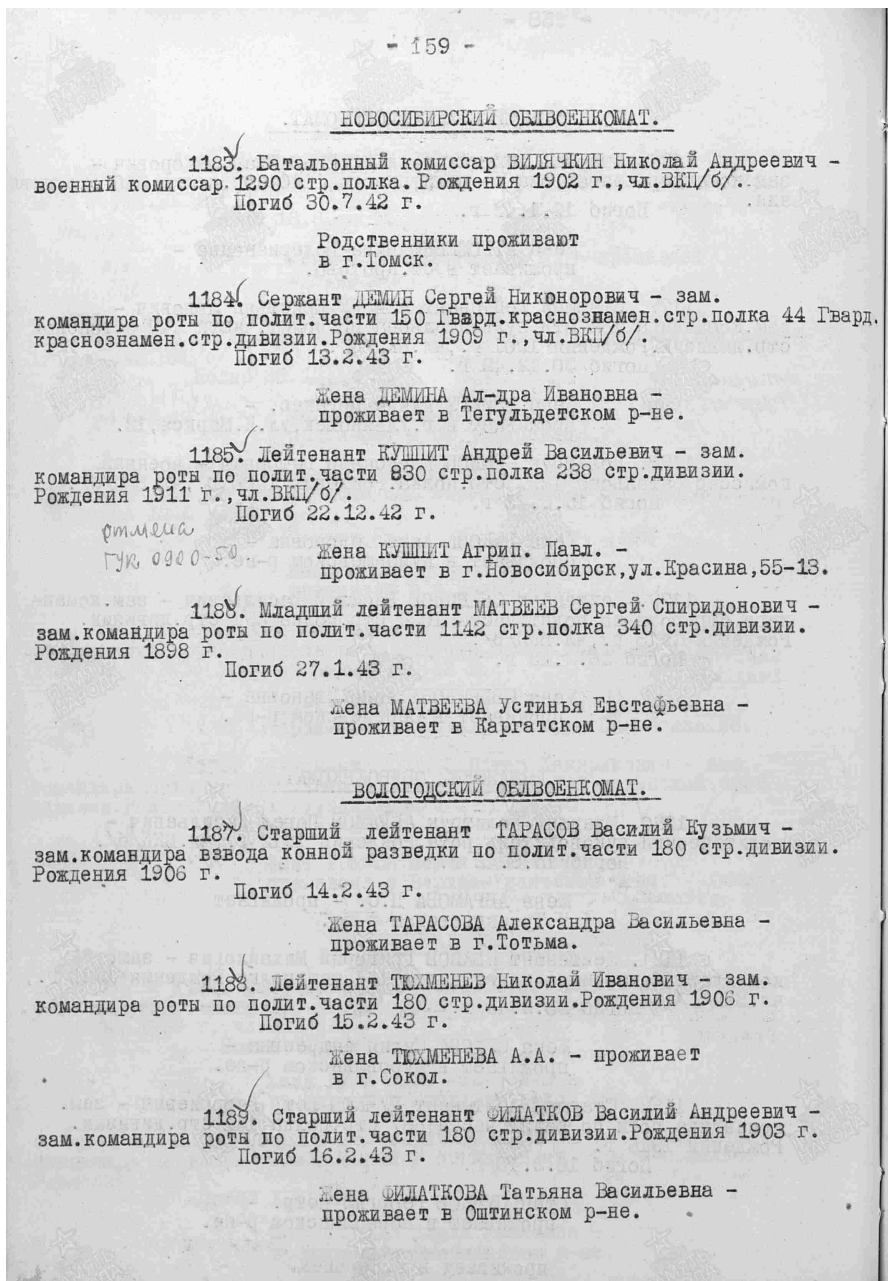 - 159 -
НОВОСИБИРСКИЙ ОБЛВОЕНКОМАТ.
1183. Батальонный комиссар ВИЛЯЧКИН Николай Андреевич -
военный комиссар 1290 стр.полка. Рождения 1902 г.,чл.ВКП/б/.
Погиб 30.7.42 г.
Родственники проживают
в г.Томск.
1184. Сержант ДЕМИН Сергей Никонорович - зам.
командира роты по полит.части 150 Гвард.краснознамен.стр.полка 44 Гвард.
краснознамен.стр.дивизии.Рождения 1909 г.,чл.ВКП/б/.
Погиб 13.2.43 г.
Жена ДЕМИНА Ал-дра Ивановна -
проживает в Тегульдетском р-не.
1185. Лейтенант КУШПИТ Андрей Васильевич - зам.
командира роты по полит.части 830 стр.полка 238 стр.дивизии.
Рождения 1911 г.,чл.ВКП/б/.
Погиб 22.12.42 г.
отмена
ГУК 0900-50
Жена КУШПИТ Агрип. Павл. -
проживает в г.Новосибирск,ул.Красина,55-13.
Младший лейтенант МАТВЕЕВ Сергей Спиридонович -
зам.командира роты по полит.части 1142 стр.полка 340 стр.дивизии.
Рождения 1898 г.
Погиб 27.1.43 г.
Жена МАТВЕЕВА Устинья Евстафьевна -
проживает в Каргатском р-не.
ВОЛОГОДСКИЙ ОБЛВОЕНКОМАТ.
1187. Старший лейтенант ТАРАСОВ Василий Кузьмич -
зам.командира взвода конной разведки по полит.части 180 стр.дивизии.
Рождения 1906 г.
Погиб 14.2.43 г.
Жена ТАРАСОВА Александра Васильевна -
проживает в г.Тотьма.
1188. Лейтенант ТЮХМЕНЕВ Николай Иванович - зам.
командира роты по полит.части 180 стр.дивизии.Рождения 1906 г.
Погиб 15.2.43 г.
Жена ТЮХМЕНЕВА А.А. - проживает
в г.Сокол.
1189. Старший лейтенант ФИЛАТКОВ Василий Андреевич -
зам.командира роты по полит.части 180 стр.дивизии.Рождения 1903 г.
Погиб 16.2.43 г.
Жена ФИЛАТКОВА Татьяна Васильевна -
проживает в Оштинском р-не.